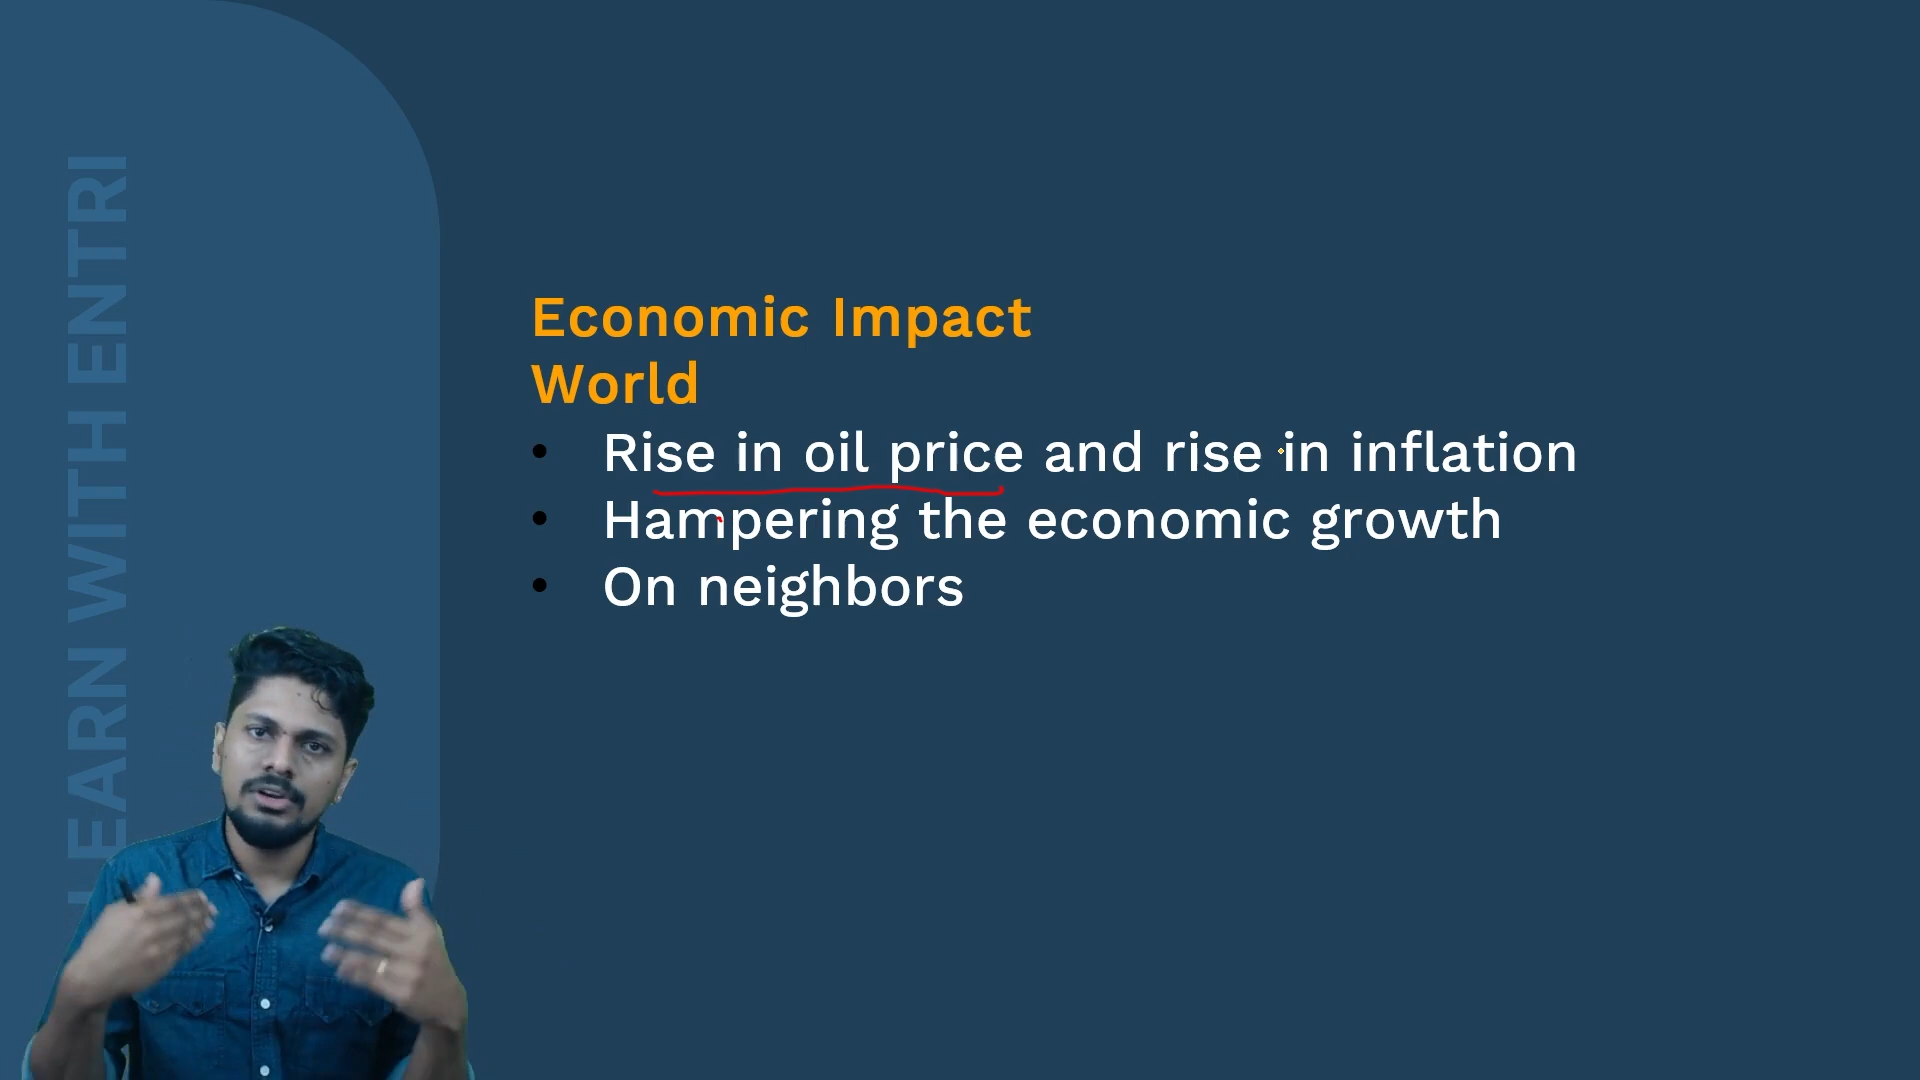 LEARN WITH ENTRI
Economic Impact
World
• Rise in oil price and rise in inflation
• Hampering the economic growth
• On neighbors